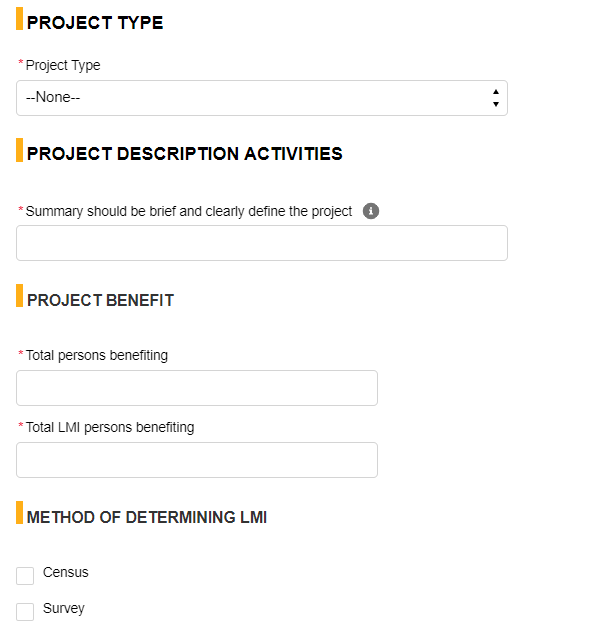 PROJECT TYPE
*Project Type
--None--
PROJECT DESCRIPTION ACTIVITIES
*Summary should be brief and clearly define the project i
PROJECT BENEFIT
*Total persons benefiting
*Total LMI persons benefiting
METHOD OF DETERMINING LMI
Census
Survey